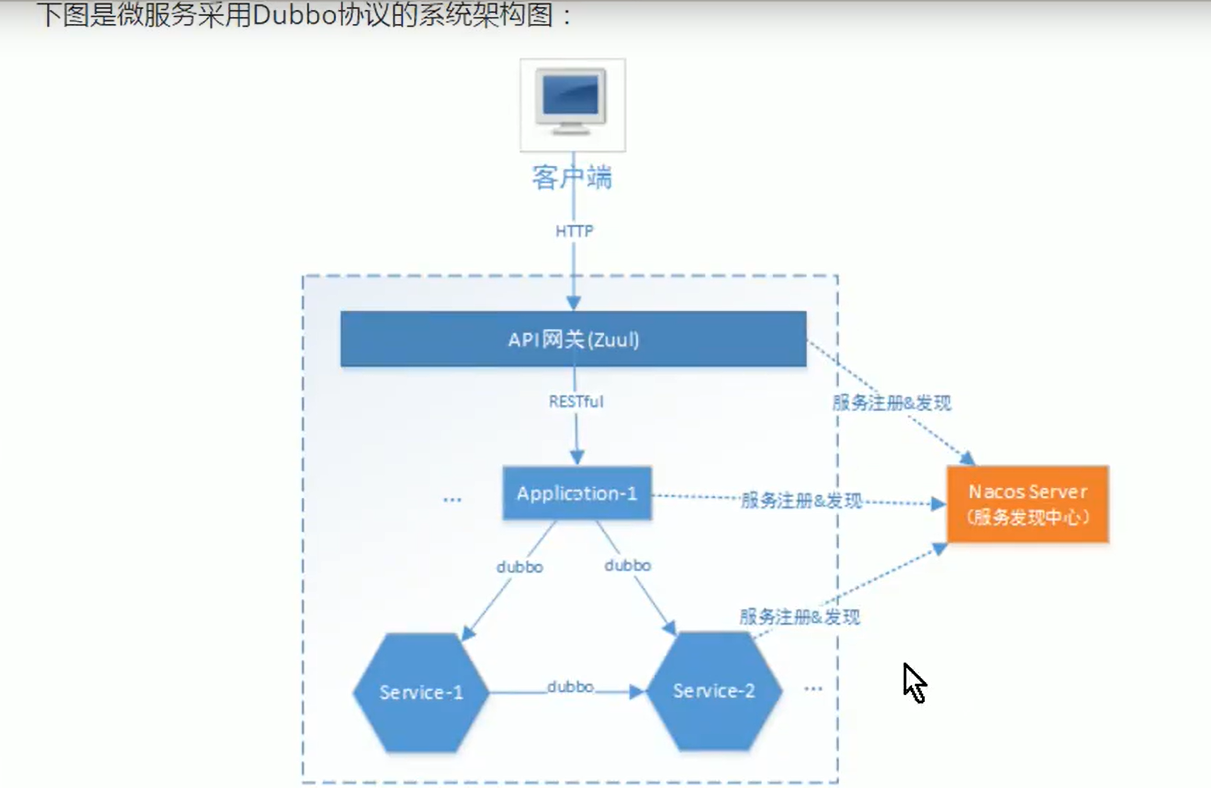 下图是微服务采用Dubbo协议的系统架构图：
客户端
HTTP
API网关(Zuul)
RESTful
服务注册&发现
...
Application-1
服务注册&发现
Nacos Server
（服务发现中心）
dubbo
dubbo
服务注册&发现
Service-1
dubbo
Service-2
...